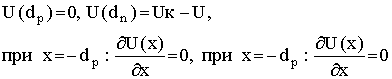 U(dₚ)=0, U(dₙ)=Uк – U,
при x=–dₚ : ∂U(x)/∂x=0, при x=–dₚ : ∂U(x)/∂x=0